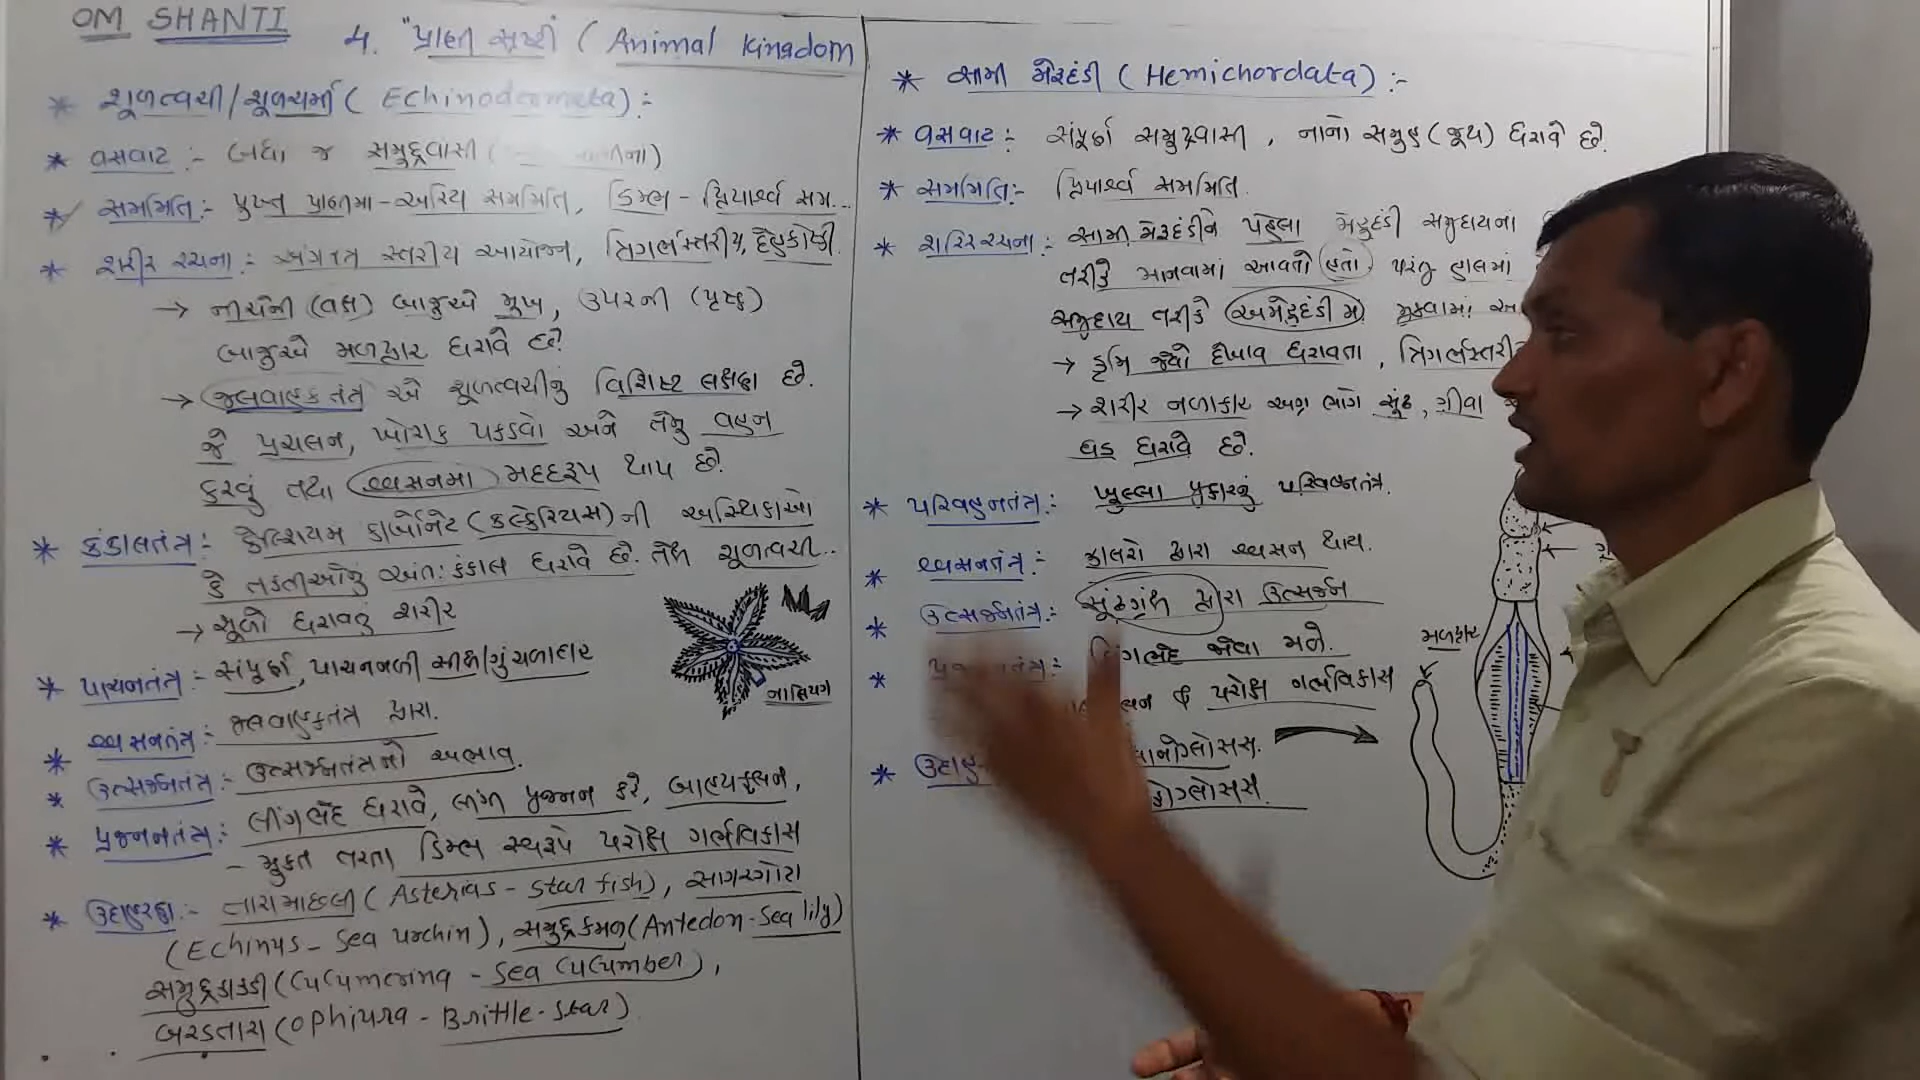 OM SHANTI
4. "પ્રાણી સૃષ્ટી (Animal Kingdom
* શૂળત્વચી/શૂળચર્મી (Echinodermata) :-
* વસવાટ :- બધા જ સમુદ્રવાસી (
* સમમિતિ :- પુખ્ત પ્રાણીમા - અરિય સમમિતિ, ડિમ્ભ - દ્વિપાર્શ્વ સમ...
* શરીર રચના :- અંગતંત્ર સ્તરીય આયોજન, ત્રિગર્ભસ્તરીય, દેહકોષ્ઠી.
→ નીચેની (વક્ષ) બાજુએ મુખ, ઉપરની (પૃષ્ઠ)
બાજુએ મળદ્વાર ધરાવે છે.
→ જલવાહકતંત્ર એ શૂળત્વચીનું વિશિષ્ટ લક્ષણ છે.
જે પ્રચલન, ખોરાક પકડવો અને તેનુ વહન
કરવું તથા શ્વસનમાં મદદરૂપ થાય છે.
* કંકાલતંત્ર :- કેલ્શિયમ કાર્બોનેટ (કેલ્કેરિયસ) ની અસ્થિકાઓ
કે તકતીઓનું અંતઃકંકાલ ધરાવે છે. તેથી શૂળત્વચી..
→ શૂળો ધરાવતુ શરીર
* પાચનતંત્ર :- સંપૂર્ણ, પાચનનળી સીધી/ગુંચળાદાર
* શ્વસનતંત્ર :- જલવાહકતંત્ર દ્વારા.
* ઉત્સર્જનતંત્ર :- ઉત્સર્જનતંત્રનો અભાવ.
* પ્રજનનતંત્ર :- લીંગભેદ ધરાવે, લીંગી પ્રજનન કરે, બાહ્યફલન,
- મુક્ત તરતા ડિમ્ભ સ્વરૂપે પરોક્ષ ગર્ભવિકાસ
* ઉદાહરણ :- તારામાછલી (Asterias - Star fish), સાગરગોટા
(Echinus - Sea urchin), સમુદ્રકમળ (Antedon - Sea lily)
સમુદ્રકાકડી (Cucumerina - Sea Cucumber),
બરડતારા (Ophiura - Brittle-Star)
* સામી મેરુદંડી (Hemichordata) :-
* વસવાટ :- સંપૂર્ણ સમુદ્રવાસી, નાનો સમુહ (જૂથ) ધરાવે છે.
* સમમિતિ :- દ્વિપાર્શ્વ સમમિતિ.
* શરીરરચના :- સામી મેરુદંડીને પહેલા મેરુદંડી સમુદાયના
તરીકે માનવામાં આવતો હતો. પરંતુ હાલમાં
સમુદાય તરીકે અમેરુદંડી માં મૂકવામાં આ
→ કૃમિ જેવો દેખાવ ધરાવતા, ત્રિગર્ભસ્તરી
→ શરીર નળાકાર અગ્ર ભાગે સૂંઢ, ગ્રીવા
ધડ ધરાવે છે.
* પરિવહનતંત્ર :- ખુલ્લા પ્રકારનું પરિવહનતંત્ર.
* શ્વસનતંત્ર :- ઝાલરો દ્વારા શ્વસન થાય.
* ઉત્સર્જનતંત્ર :- સૂંઢગ્રંથિ દ્વારા ઉત્સર્જન
* લિંગભેદ જોવા મળે.
લન & પરોક્ષ ગર્ભવિકાસ
* ઉદાહ
ાનોગ્લોસસ.
કોગ્લોસસ.
મળદ્વાર